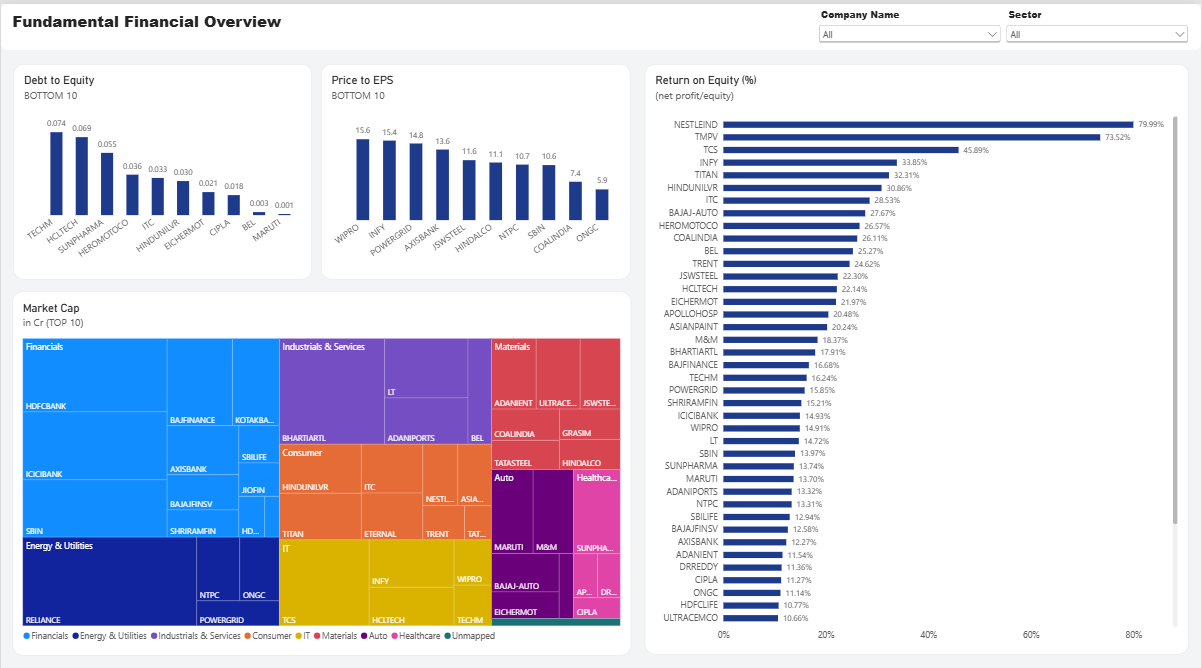 Fundamental Financial Overview
Company Name
All
Sector
All
Debt to Equity
BOTTOM 10
0.074
0.069
0.055
0.036
0.033
0.030
0.021
0.018
0.003
0.001
TECHM
HCLTECH
SUNPHARMA
HEROMOTOCO
ITC
HINDUNILVR
EICHERMOT
CIPLA
BEL
MARUTI
Price to EPS
BOTTOM 10
15.6
15.4
14.8
13.6
11.6
11.1
10.7
10.6
7.4
5.9
WIPRO
INFY
POWERGRID
AXISBANK
JSWSTEEL
HINDALCO
NTPC
SBIN
COALINDIA
ONGC
Market Cap
in Cr (TOP 10)
Financials
HDFCBANK
ICICIBANK
SBIN
BAJFINANCE
KOTAKBA...
AXISBANK
SBILIFE
BAJAJFINSV
JIOFIN
SHRIRAMFIN
HD...
Energy & Utilities
RELIANCE
NTPC
ONGC
POWERGRID
Industrials & Services
BHARTIARTL
LT
ADANIPORTS
BEL
Consumer
HINDUNILVR
ITC
NESTL...
ASIA...
TITAN
ETERNAL
TRENT
TAT...
IT
TCS
INFY
WIPRO
HCLTECH
TECHM
Materials
ADANIENT
ULTRACE...
JSWSTE...
COALINDIA
GRASIM
TATASTEEL
HINDALCO
Auto
MARUTI
M&M
BAJAJ-AUTO
EICHERMOT
Healthca...
SUNPHA...
AP...
DR...
CIPLA
Financials Energy & Utilities Industrials & Services Consumer IT Materials Auto Healthcare Unmapped
Return on Equity (%)
(net profit/equity)
NESTLEIND 79.99%
TMPV 73.52%
TCS 45.89%
INFY 33.85%
TITAN 32.31%
HINDUNILVR 30.86%
ITC 28.53%
BAJAJ-AUTO 27.67%
HEROMOTOCO 26.57%
COALINDIA 26.11%
BEL 25.27%
TRENT 24.62%
JSWSTEEL 22.30%
HCLTECH 22.14%
EICHERMOT 21.97%
APOLLOHOSP 20.48%
ASIANPAINT 20.24%
M&M 18.37%
BHARTIARTL 17.91%
BAJFINANCE 16.68%
TECHM 16.24%
POWERGRID 15.85%
SHRIRAMFIN 15.21%
ICICIBANK 14.93%
WIPRO 14.91%
LT 14.72%
SBIN 13.97%
SUNPHARMA 13.74%
MARUTI 13.70%
ADANIPORTS 13.32%
NTPC 13.31%
SBILIFE 12.94%
BAJAJFINSV 12.58%
AXISBANK 12.27%
ADANIENT 11.54%
DRREDDY 11.36%
CIPLA 11.27%
ONGC 11.14%
HDFCLIFE 10.77%
ULTRACEMCO 10.66%
0% 20% 40% 60% 80%